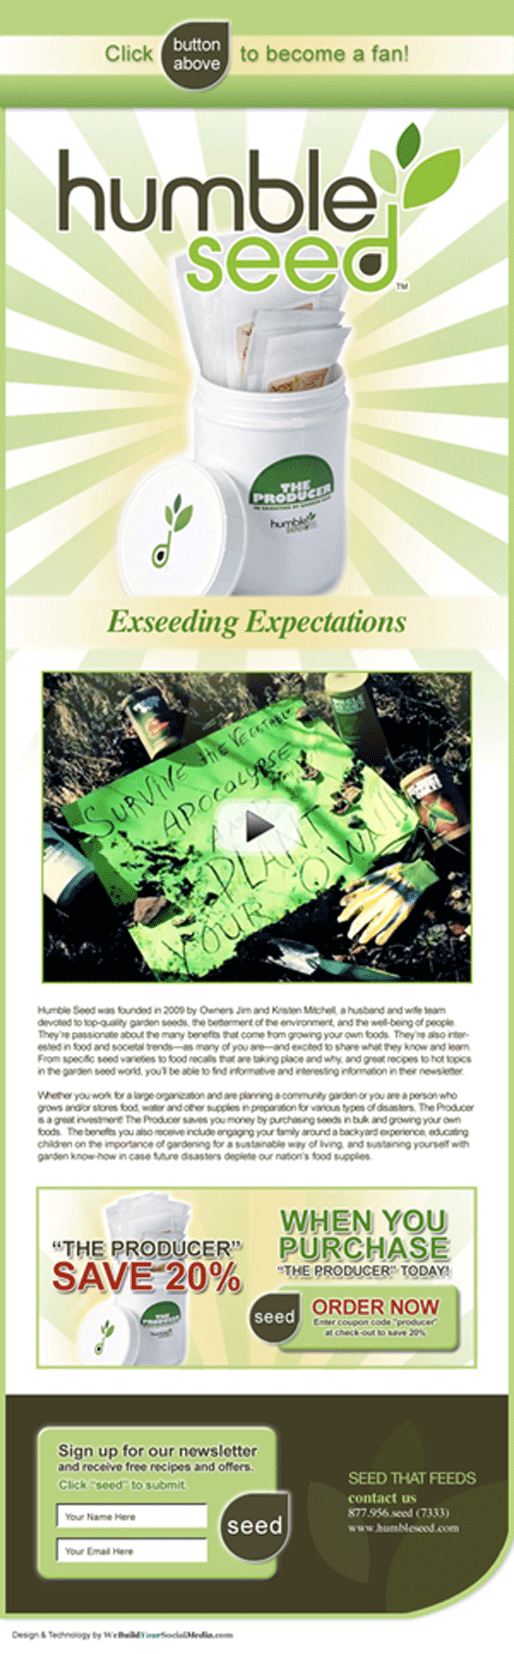 Click button above to become a fan!
humble
seed
TM
THE
PRODUCER
humble
seed
Exseeding Expectations
SURVIVE THE VEGETABLE
APOCALYPSE
AND
PLANT
YOUR OWN
Humble Seed was founded in 2009 by Owners Jim and Kristen Mitchell, a husband and wife team
devoted to top-quality garden seeds, the betterment of the environment, and the well-being of people.
They're passionate about the many benefits that come from growing your own foods. They're also inter-
ested in food and societal trends—as many of you are—and excited to share what they know and learn.
From specific seed varieties to food recalls that are taking place and why, and great recipes to hot topics
in the garden seed world, you'll be able to find informative and interesting information in their newsletter.
Whether you work for a large organization and are planning a community garden or you are a person who
grows and/or stores food, water and other supplies in preparation for various types of disasters, The Producer
is a great investment! The Producer saves you money by purchasing seeds in bulk and growing your own
foods. The benefits you also receive include engaging your family around a backyard experience, educating
children on the importance of gardening for a sustainable way of living, and sustaining yourself with
garden know-how in case future disasters deplete our nation's food supplies.
"THE PRODUCER"
SAVE 20%
THE
PRODUCER
humble
WHEN YOU
PURCHASE
"THE PRODUCER" TODAY!
seed
ORDER NOW
Enter coupon code "producer"
at check-out to save 20%
Sign up for our newsletter
and receive free recipes and offers.
Click "seed" to submit.
Your Name Here
Your Email Here
seed
SEED THAT FEEDS
contact us
877.956.seed (7333)
www.humbleseed.com
Design & Technology by WeBuildYourSocialMedia.com